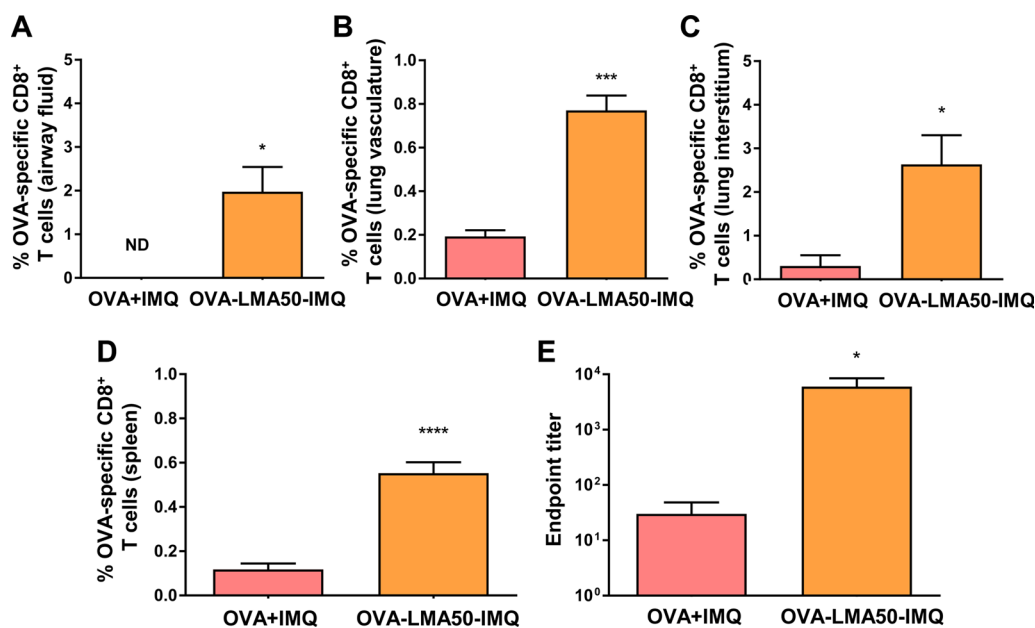 A
% OVA-specific CD8⁺
T cells (airway fluid)
5
4
3
2
1
0
ND
*
OVA+IMQ
OVA-LMA50-IMQ
B
% OVA-specific CD8⁺
T cells (lung vasculature)
1.0
0.8
0.6
0.4
0.2
0.0
***
OVA+IMQ
OVA-LMA50-IMQ
C
% OVA-specific CD8⁺
T cells (lung interstitium)
5
4
3
2
1
0
*
OVA+IMQ
OVA-LMA50-IMQ
D
% OVA-specific CD8⁺
T cells (spleen)
1.0
0.8
0.6
0.4
0.2
0.0
****
OVA+IMQ
OVA-LMA50-IMQ
E
Endpoint titer
10⁴
10³
10²
10¹
10⁰
*
OVA+IMQ
OVA-LMA50-IMQ